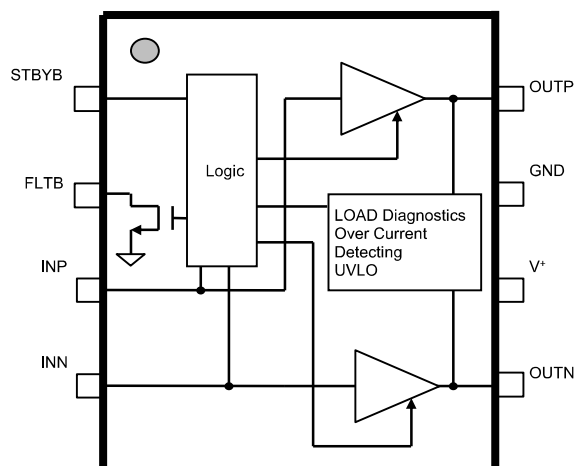 STBYB
OUTP
FLTB
Logic
GND
LOAD Diagnostics
Over Current
Detecting
UVLO
INP
V⁺
INN
OUTN